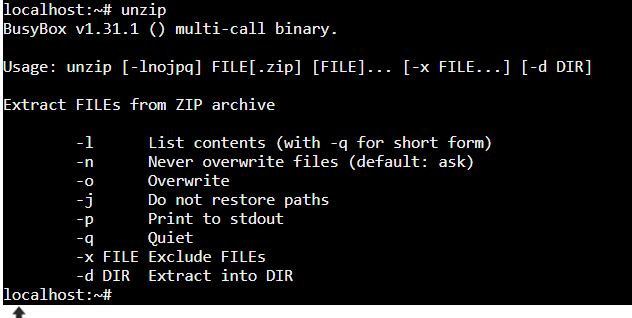 localhost:~# unzip
BusyBox v1.31.1 () multi-call binary.
Usage: unzip [-lnojpq] FILE[.zip] [FILE]... [-x FILE...] [-d DIR]
Extract FILEs from ZIP archive
-l List contents (with -q for short form)
-n Never overwrite files (default: ask)
-o Overwrite
-j Do not restore paths
-p Print to stdout
-q Quiet
-x FILE Exclude FILEs
-d DIR Extract into DIR
localhost:~#